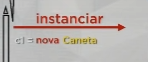 instanciar
c1 = nova Caneta